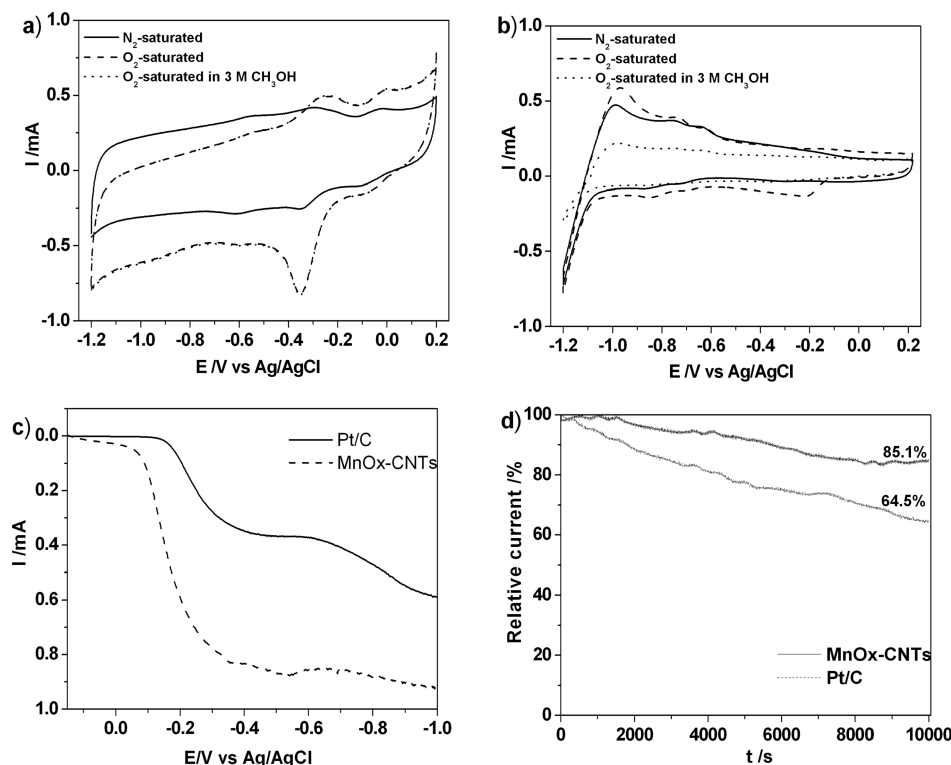 a)
N2-saturated
O2-saturated
O2-saturated in 3 M CH3OH
I /mA
1.0
0.5
0.0
0.5
1.0
-1.2 -1.0 -0.8 -0.6 -0.4 -0.2 0.0 0.2
E /V vs Ag/AgCl
b)
N2-saturated
O2-saturated
O2-saturated in 3 M CH3OH
I /mA
1.0
0.5
0.0
-0.5
-1.0
-1.2 -1.0 -0.8 -0.6 -0.4 -0.2 0.0 0.2
E /V vs Ag/AgCl
c)
Pt/C
MnOx-CNTs
I /mA
0.0
0.2
0.4
0.6
0.8
1.0
0.0 -0.2 -0.4 -0.6 -0.8 -1.0
E/V vs Ag/AgCl
d)
85.1%
64.5%
MnOx-CNTs
Pt/C
Relative current /%
100
80
60
40
20
0
0 2000 4000 6000 8000 10000
t /s